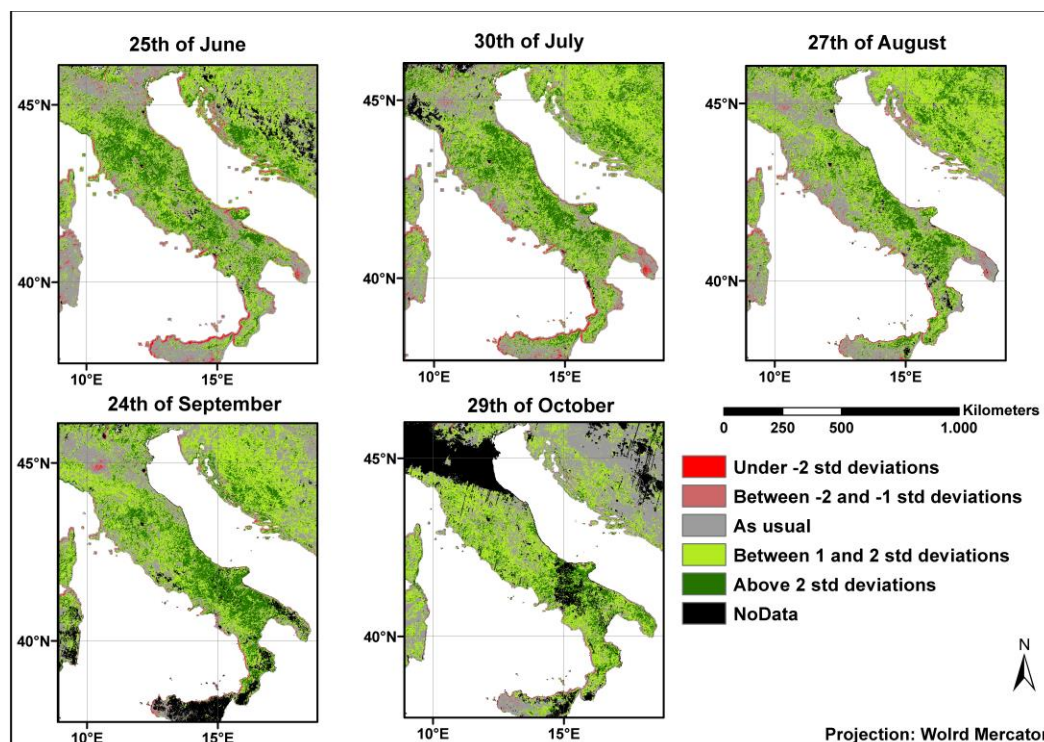 25th of June
30th of July
27th of August
45°N
40°N
10°E
15°E
45°N
40°N
10°E
15°E
45°N
40°N
10°E
15°E
24th of September
29th of October
45°N
40°N
10°E
15°E
45°N
40°N
10°E
15°E
Kilometers
0 250 500 1.000
Under -2 std deviations
Between -2 and -1 std deviations
As usual
Between 1 and 2 std deviations
Above 2 std deviations
NoData
N
Projection: Wolrd Mercator